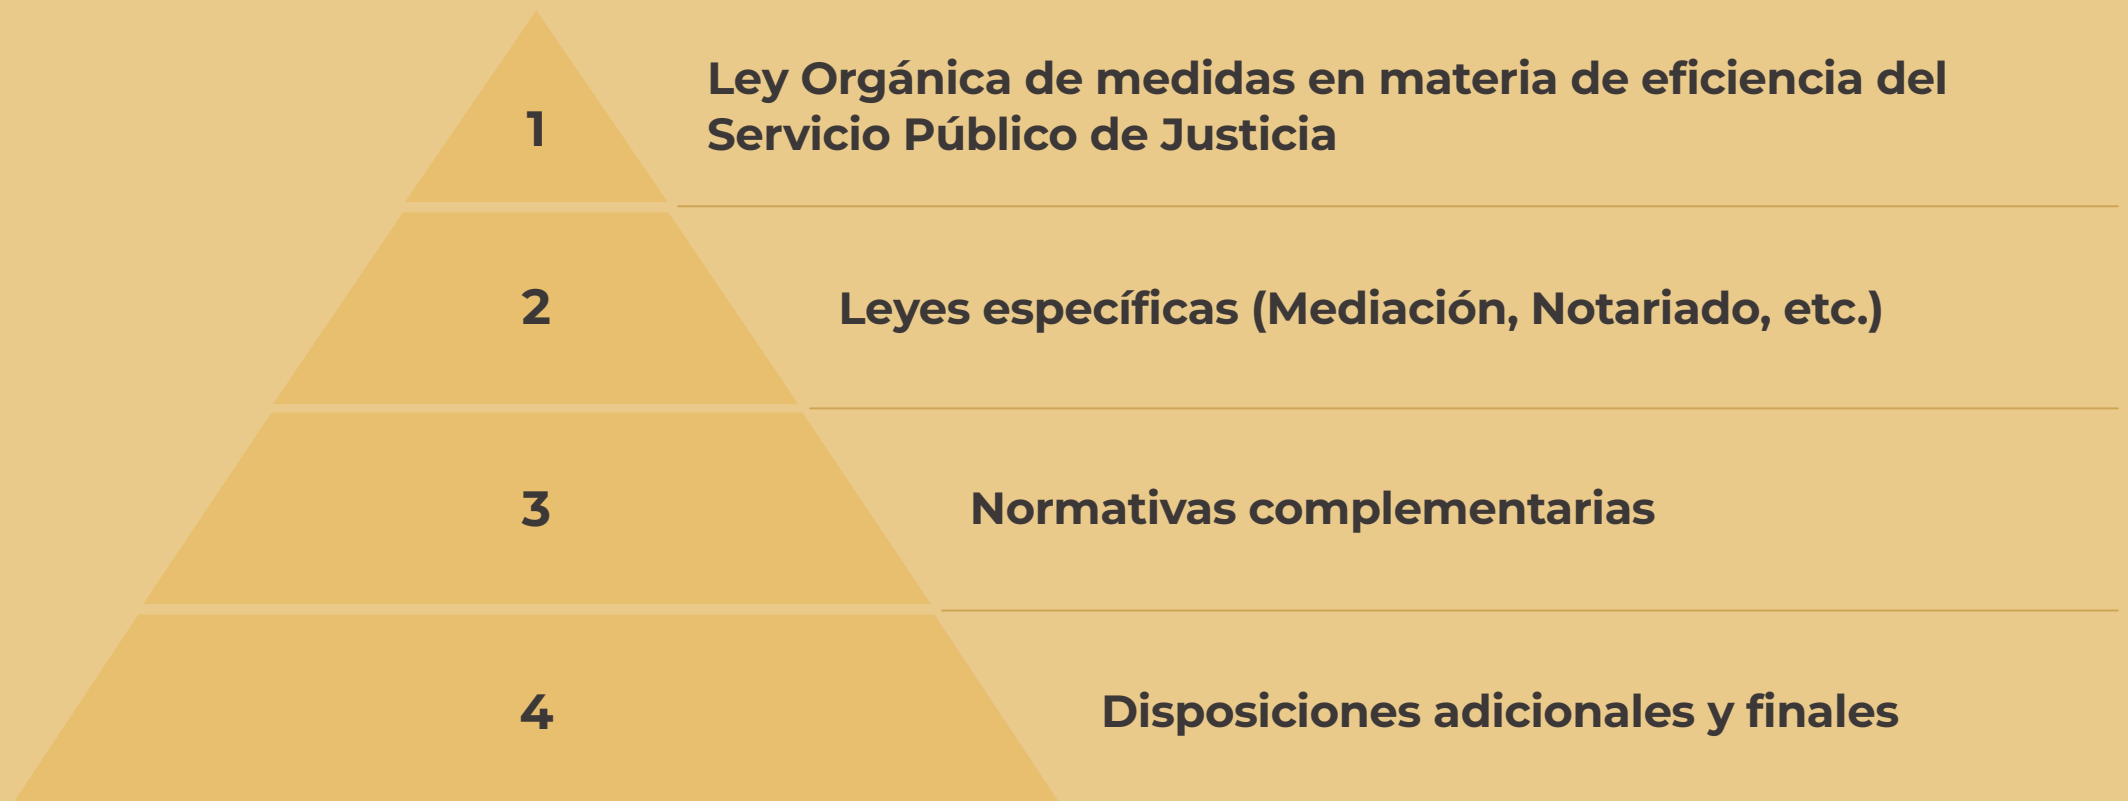 1
Ley Orgánica de medidas en materia de eficiencia del
Servicio Público de Justicia
2
Leyes específicas (Mediación, Notariado, etc.)
3
Normativas complementarias
4
Disposiciones adicionales y finales